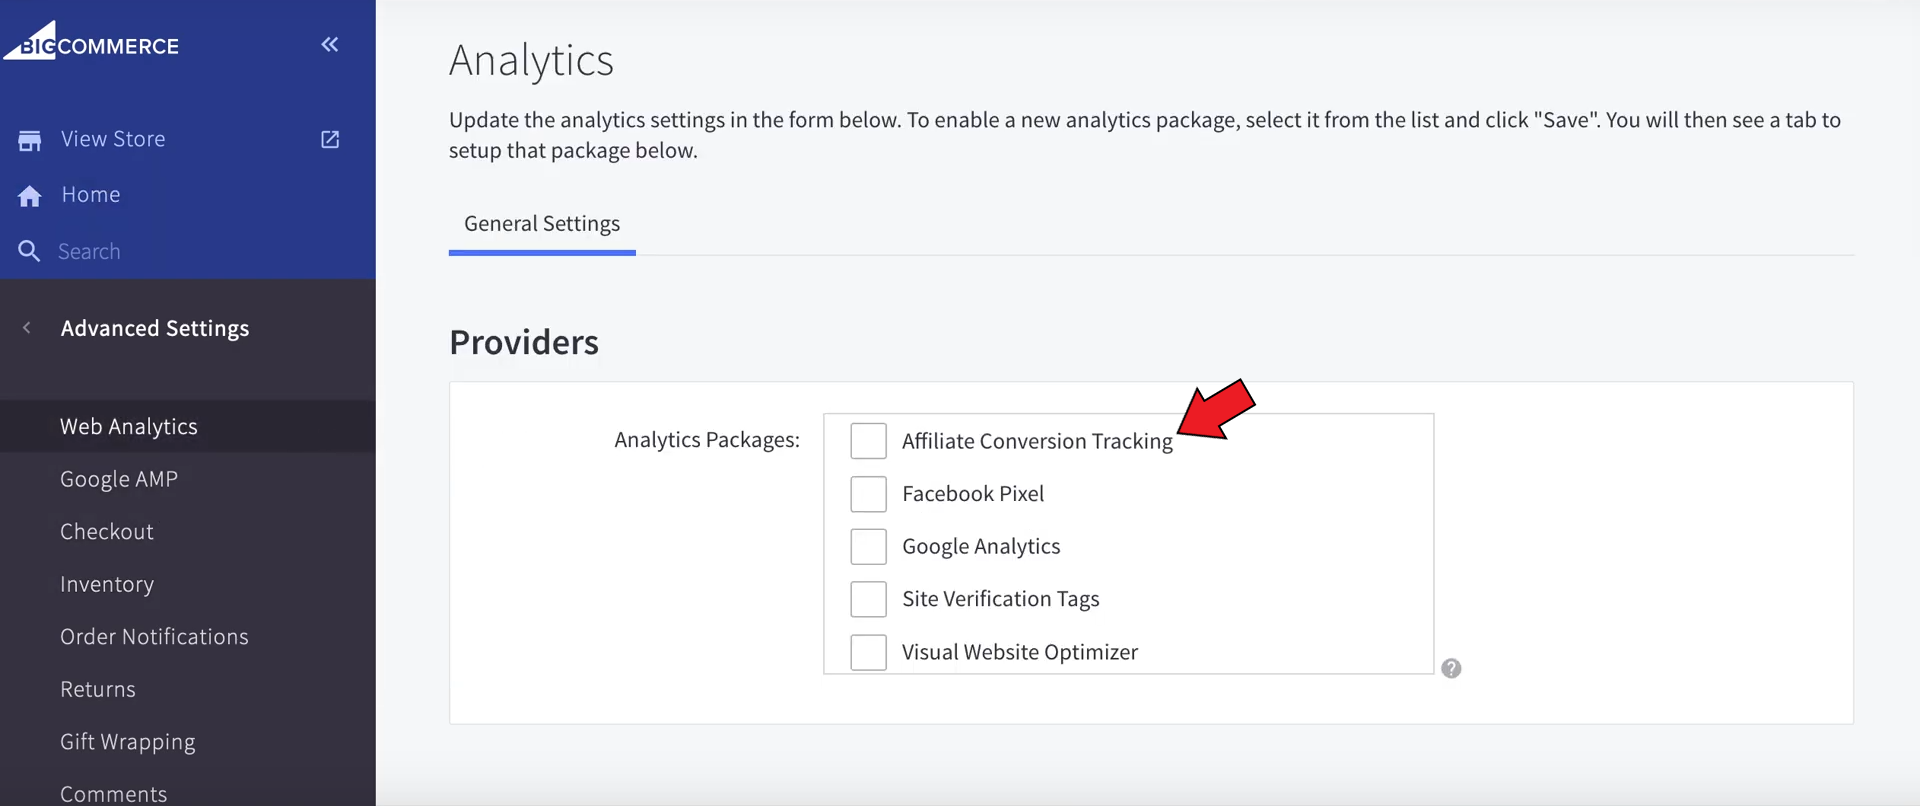 BIGCOMMERCE
View Store
Home
Search
Advanced Settings
Web Analytics
Google AMP
Checkout
Inventory
Order Notifications
Returns
Gift Wrapping
Comments
Analytics
Update the analytics settings in the form below. To enable a new analytics package, select it from the list and click "Save". You will then see a tab to
setup that package below.
General Settings
Providers
Analytics Packages:
Affiliate Conversion Tracking
Facebook Pixel
Google Analytics
Site Verification Tags
Visual Website Optimizer
?